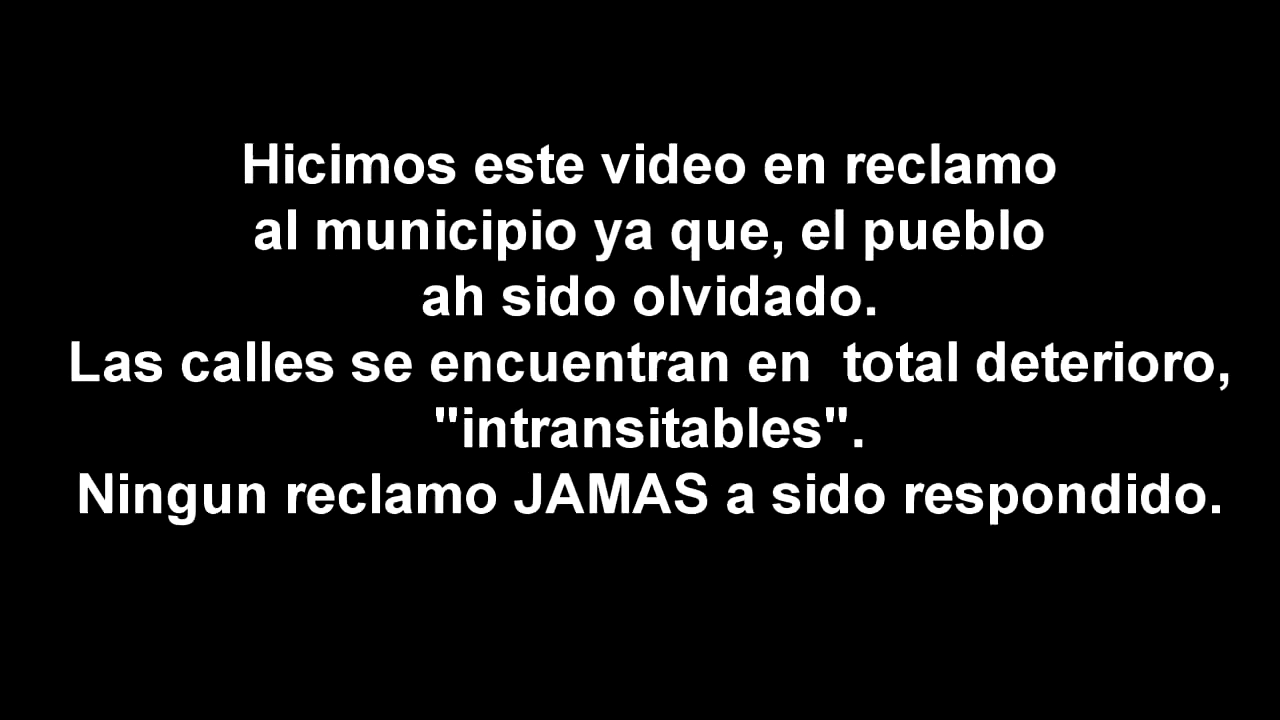 Hicimos este video en reclamo
al municipio ya que, el pueblo
ah sido olvidado.
Las calles se encuentran en  total deterioro,
"intransitables".
Ningun reclamo JAMAS a sido respondido.